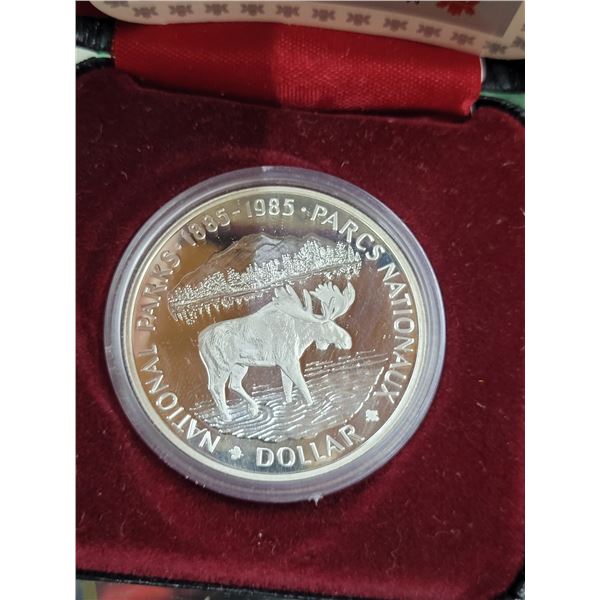 NATIONAL PARKS · 1885-1985 · PARCS NATIONAUX
DOLLAR